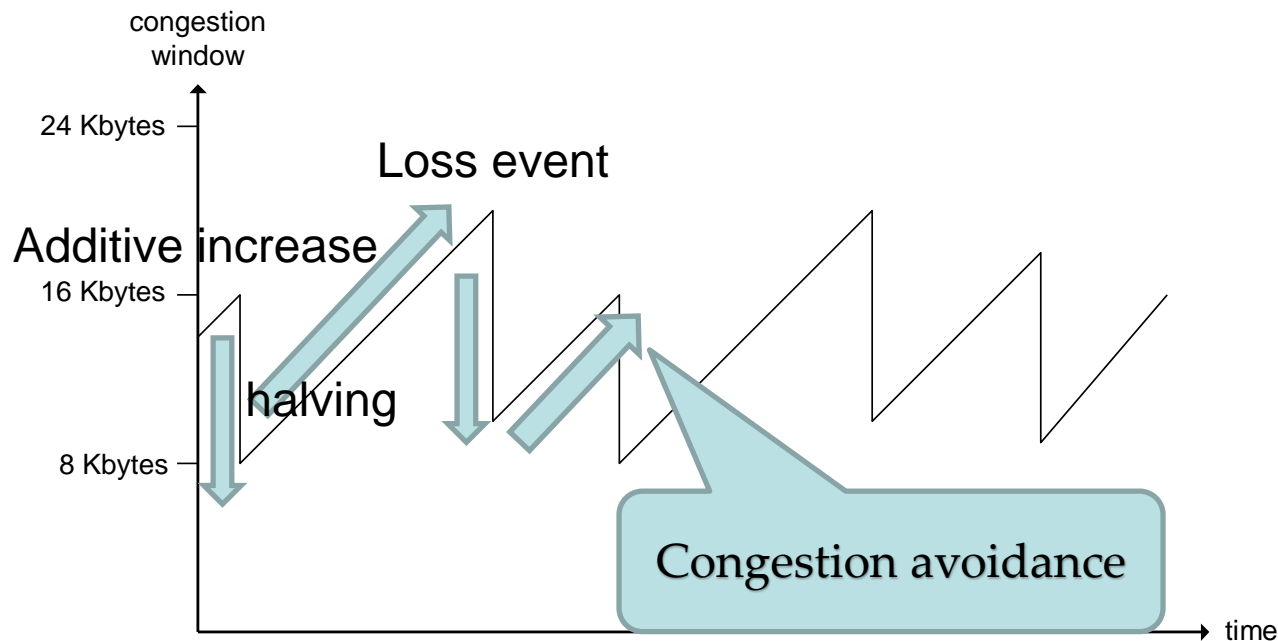 congestion
window
24 Kbytes
Loss event
Additive increase
16 Kbytes
halving
8 Kbytes
Congestion avoidance
time